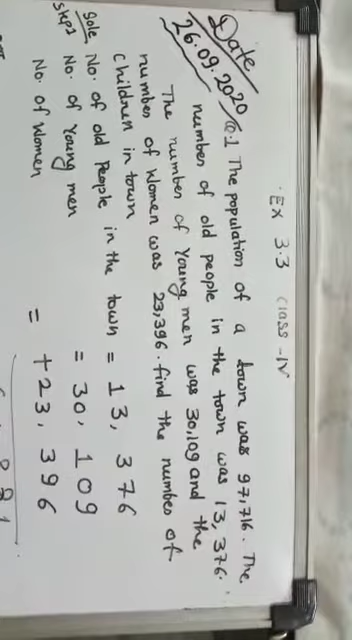 Ex 3.3 Class-IV
Date
26.09.2020
Q.1 The population of a town was 97,716. The
number of old people in the town was 13,376.
The number of Young men was 30,109 and the
number of Women was 23,396. find the number of
children in town
Sole
Step1
No. of old people in the town = 13,376
No. of Young men = 30,109
No. of Women = +23,396